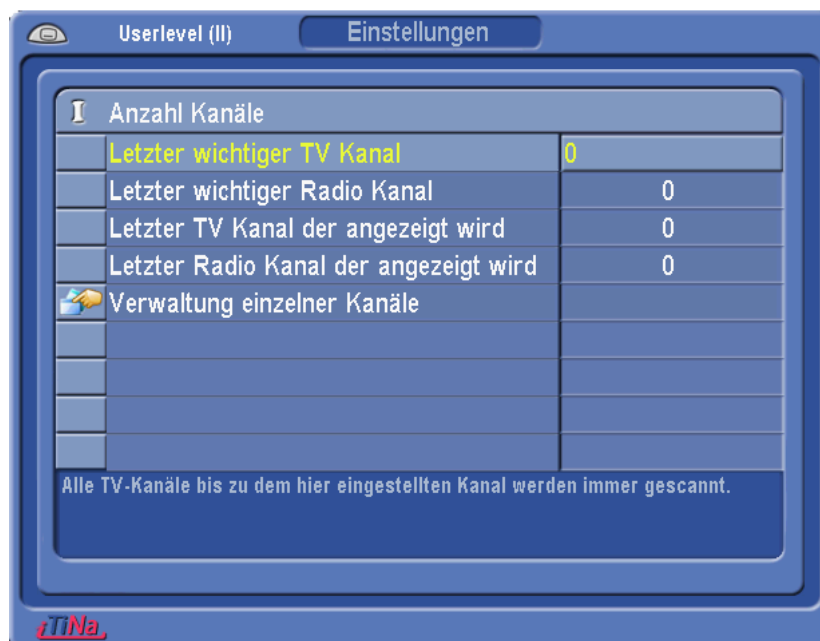 Userlevel (II) Einstellungen
Anzahl Kanäle
Letzter wichtiger TV Kanal 0
Letzter wichtiger Radio Kanal 0
Letzter TV Kanal der angezeigt wird 0
Letzter Radio Kanal der angezeigt wird 0
Verwaltung einzelner Kanäle
Alle TV-Kanäle bis zu dem hier eingestellten Kanal werden immer gescannt.
iTiNa